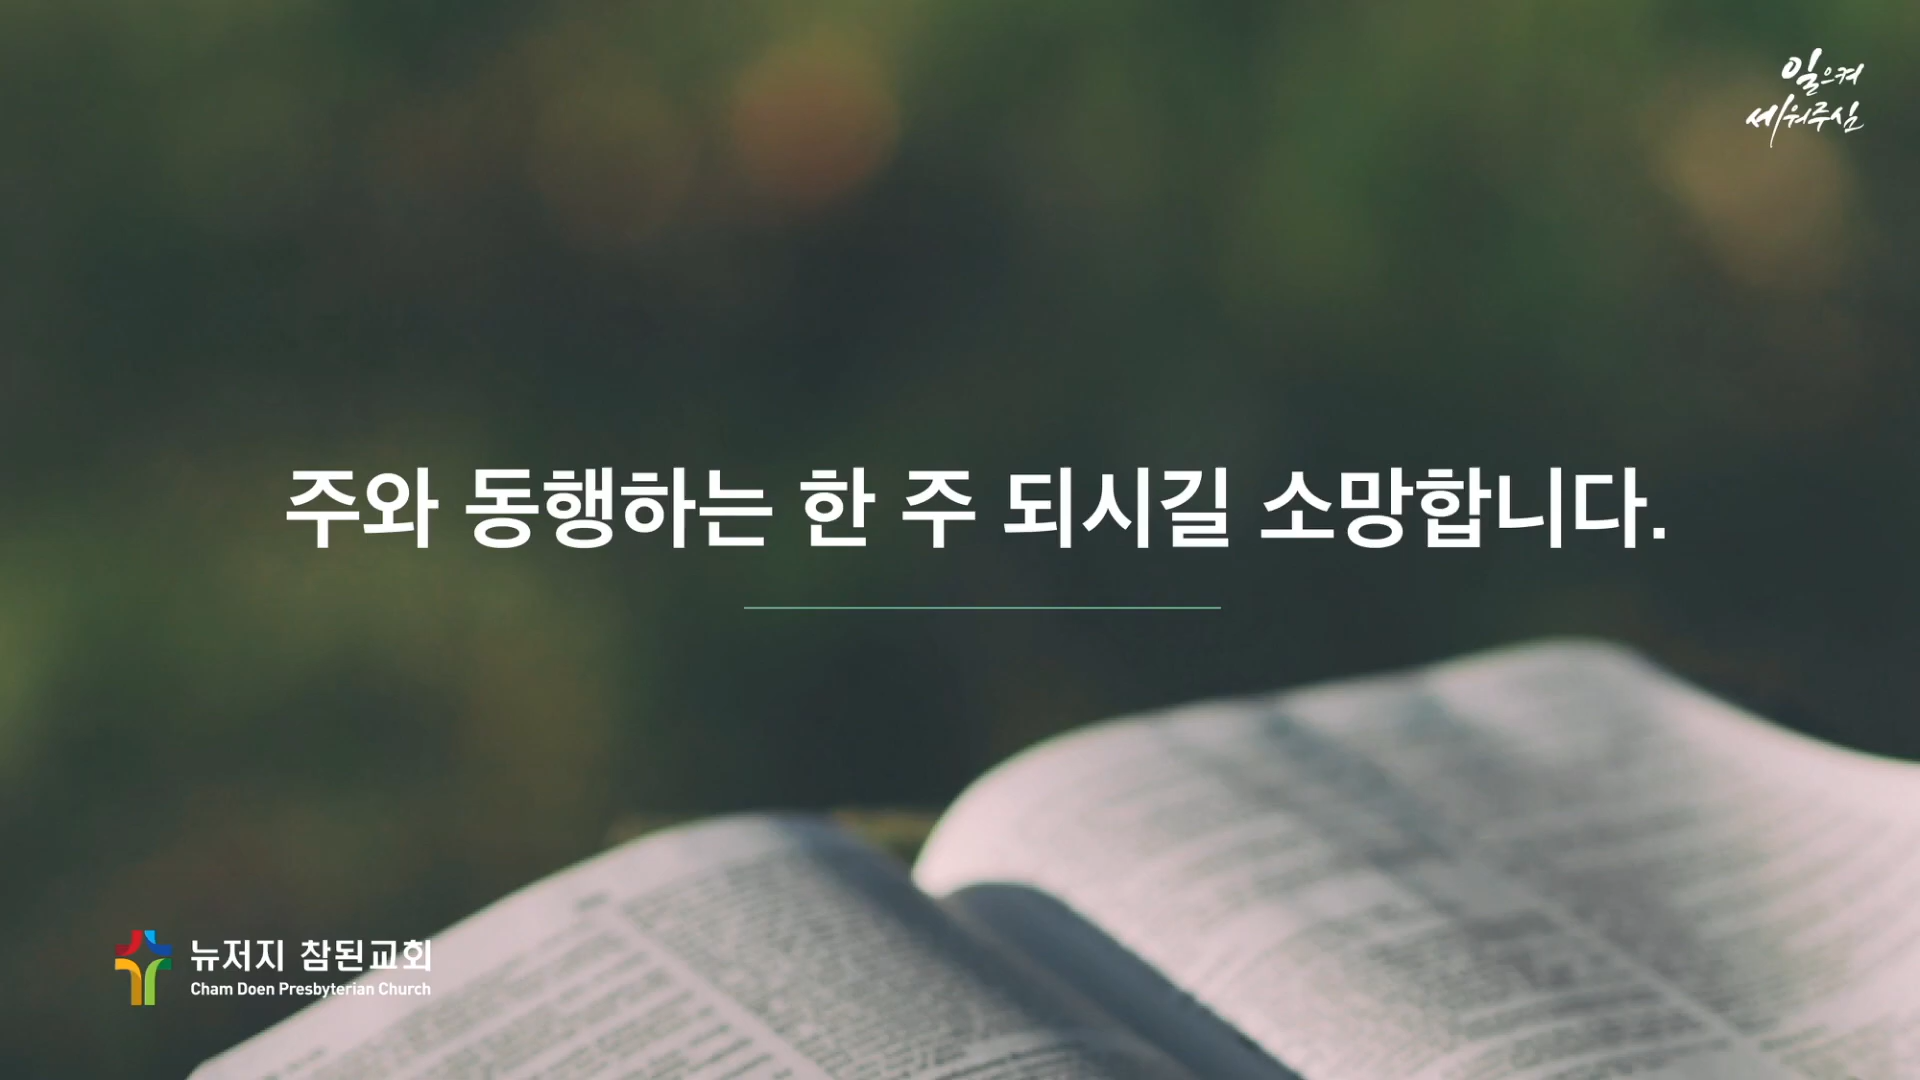 일으켜
세워주심
주와 동행하는 한 주 되시길 소망합니다.
뉴저지 참된교회
Cham Doen Presbyterian Church